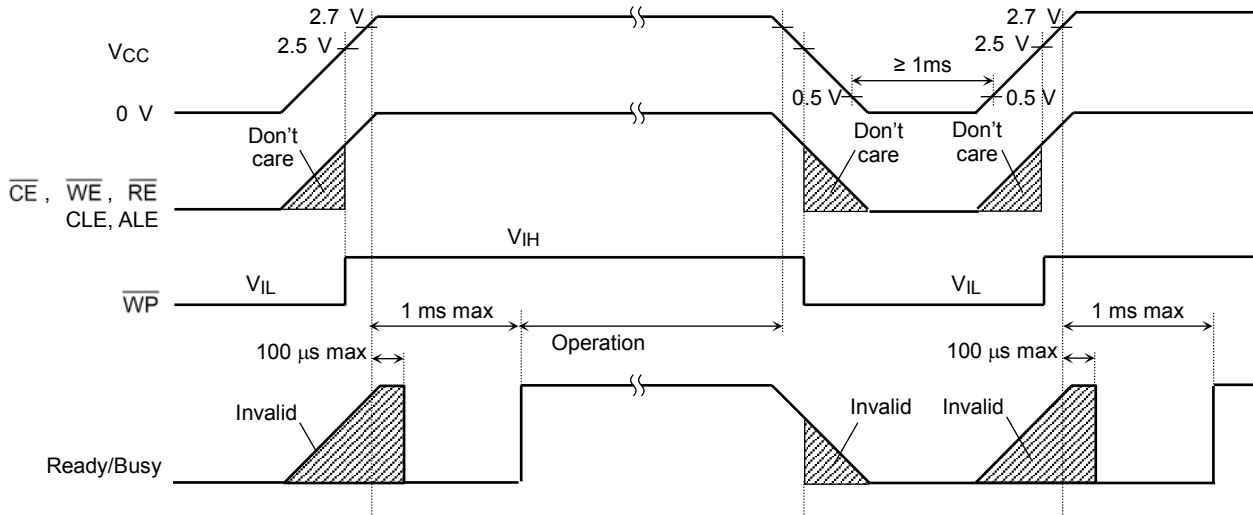 2.7 V
2.7 V
2.5 V
2.5 V
VCC
≥ 1ms
0.5 V
0.5 V
0 V
Don't
care
Don't
care
Don't
care
CE , WE , RE
CLE, ALE
VIH
VIL
VIL
WP
1 ms max
1 ms max
Operation
100 μs max
100 μs max
Invalid
Invalid
Invalid
Ready/Busy